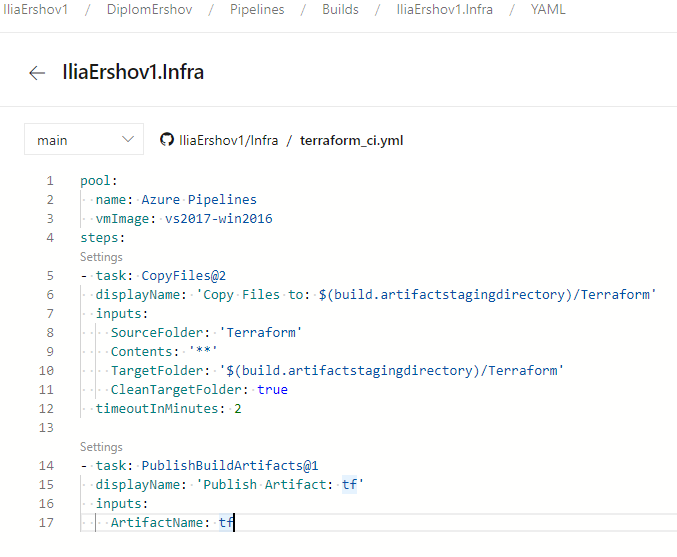 IliaErshov1 / DiplomErshov / Pipelines / Builds / IliaErshov1.Infra / YAML
IliaErshov1.Infra
main IliaErshov1/Infra / terraform_ci.yml
1 pool:
2 name: Azure Pipelines
3 vmImage: vs2017-win2016
4 steps:
Settings
5 - task: CopyFiles@2
6 displayName: 'Copy Files to: $(build.artifactstagingdirectory)/Terraform'
7 inputs:
8 SourceFolder: 'Terraform'
9 Contents: '**'
10 TargetFolder: '$(build.artifactstagingdirectory)/Terraform'
11 CleanTargetFolder: true
12 timeoutInMinutes: 2
13
Settings
14 - task: PublishBuildArtifacts@1
15 displayName: 'Publish Artifact: tf'
16 inputs:
17 ArtifactName: tf